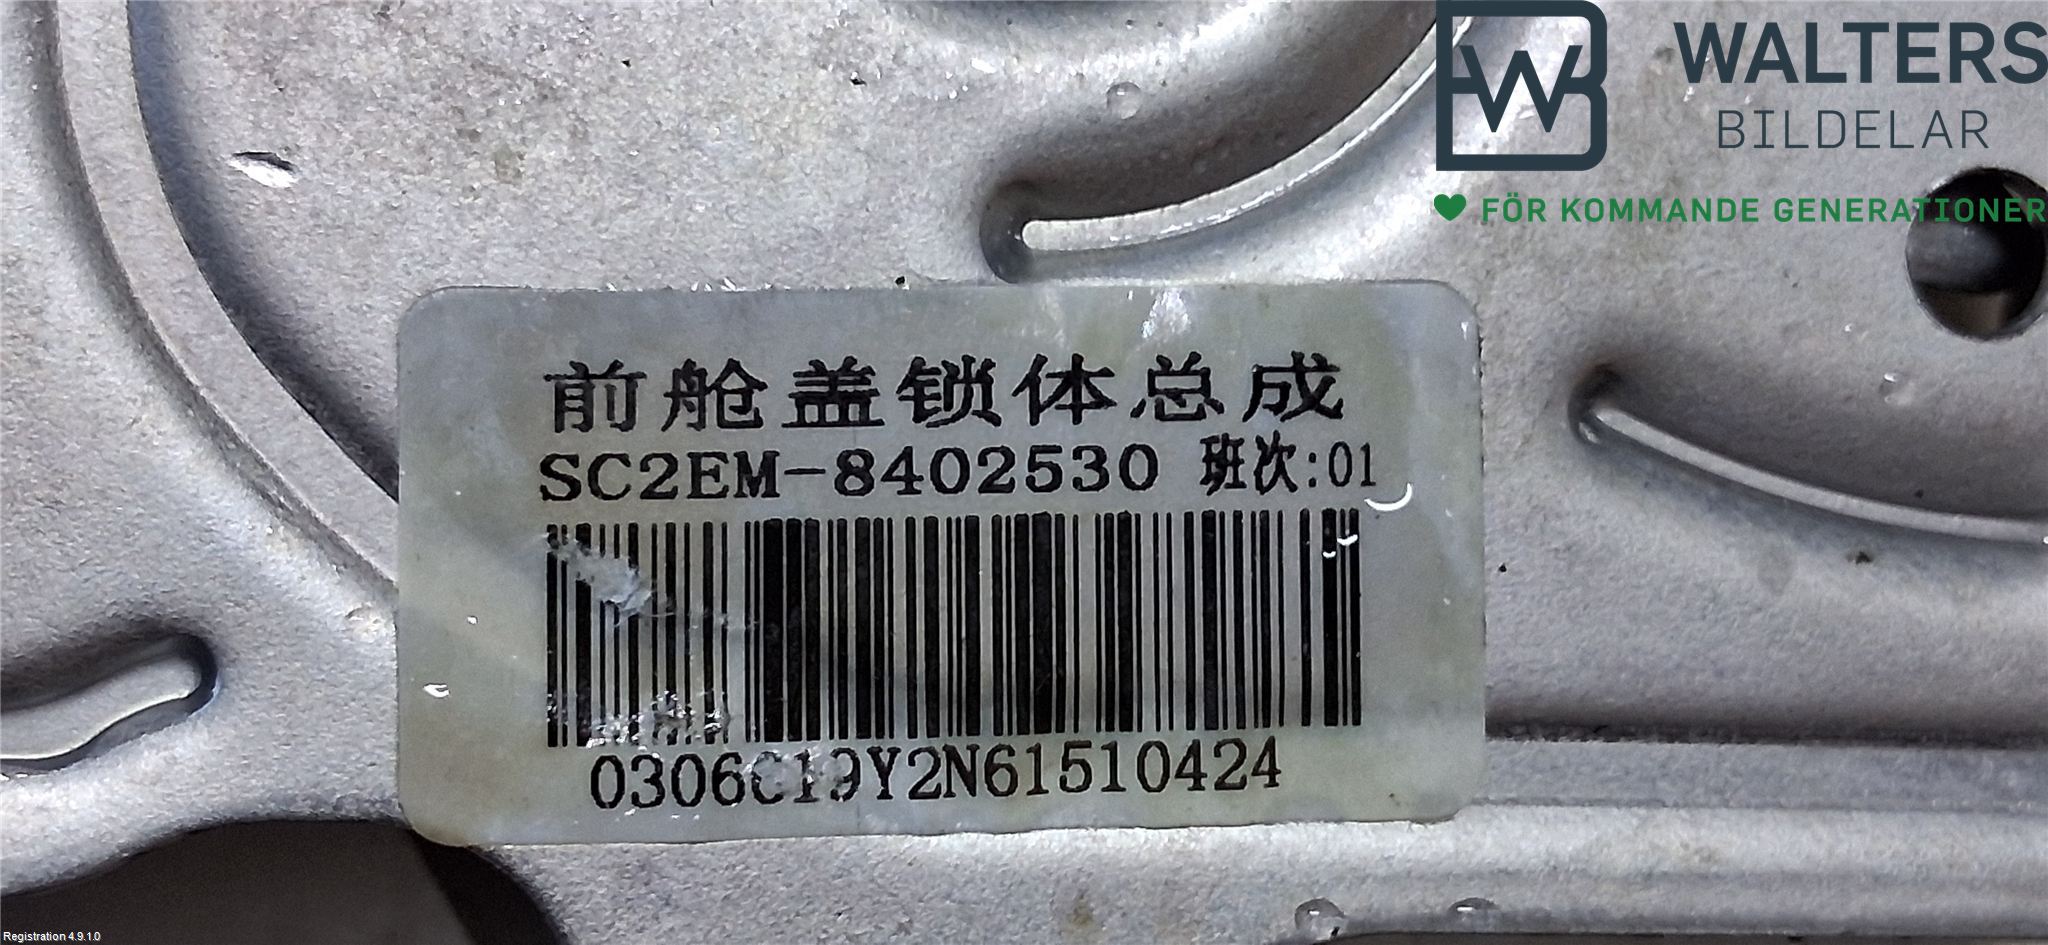 WALTERS
BILDELAR
FÖR KOMMANDE GENERATIONER
前舱盖锁体总成
SC2EM-8402530 班次:01
0306C19Y2N61510424
Registration 4.9.1.0